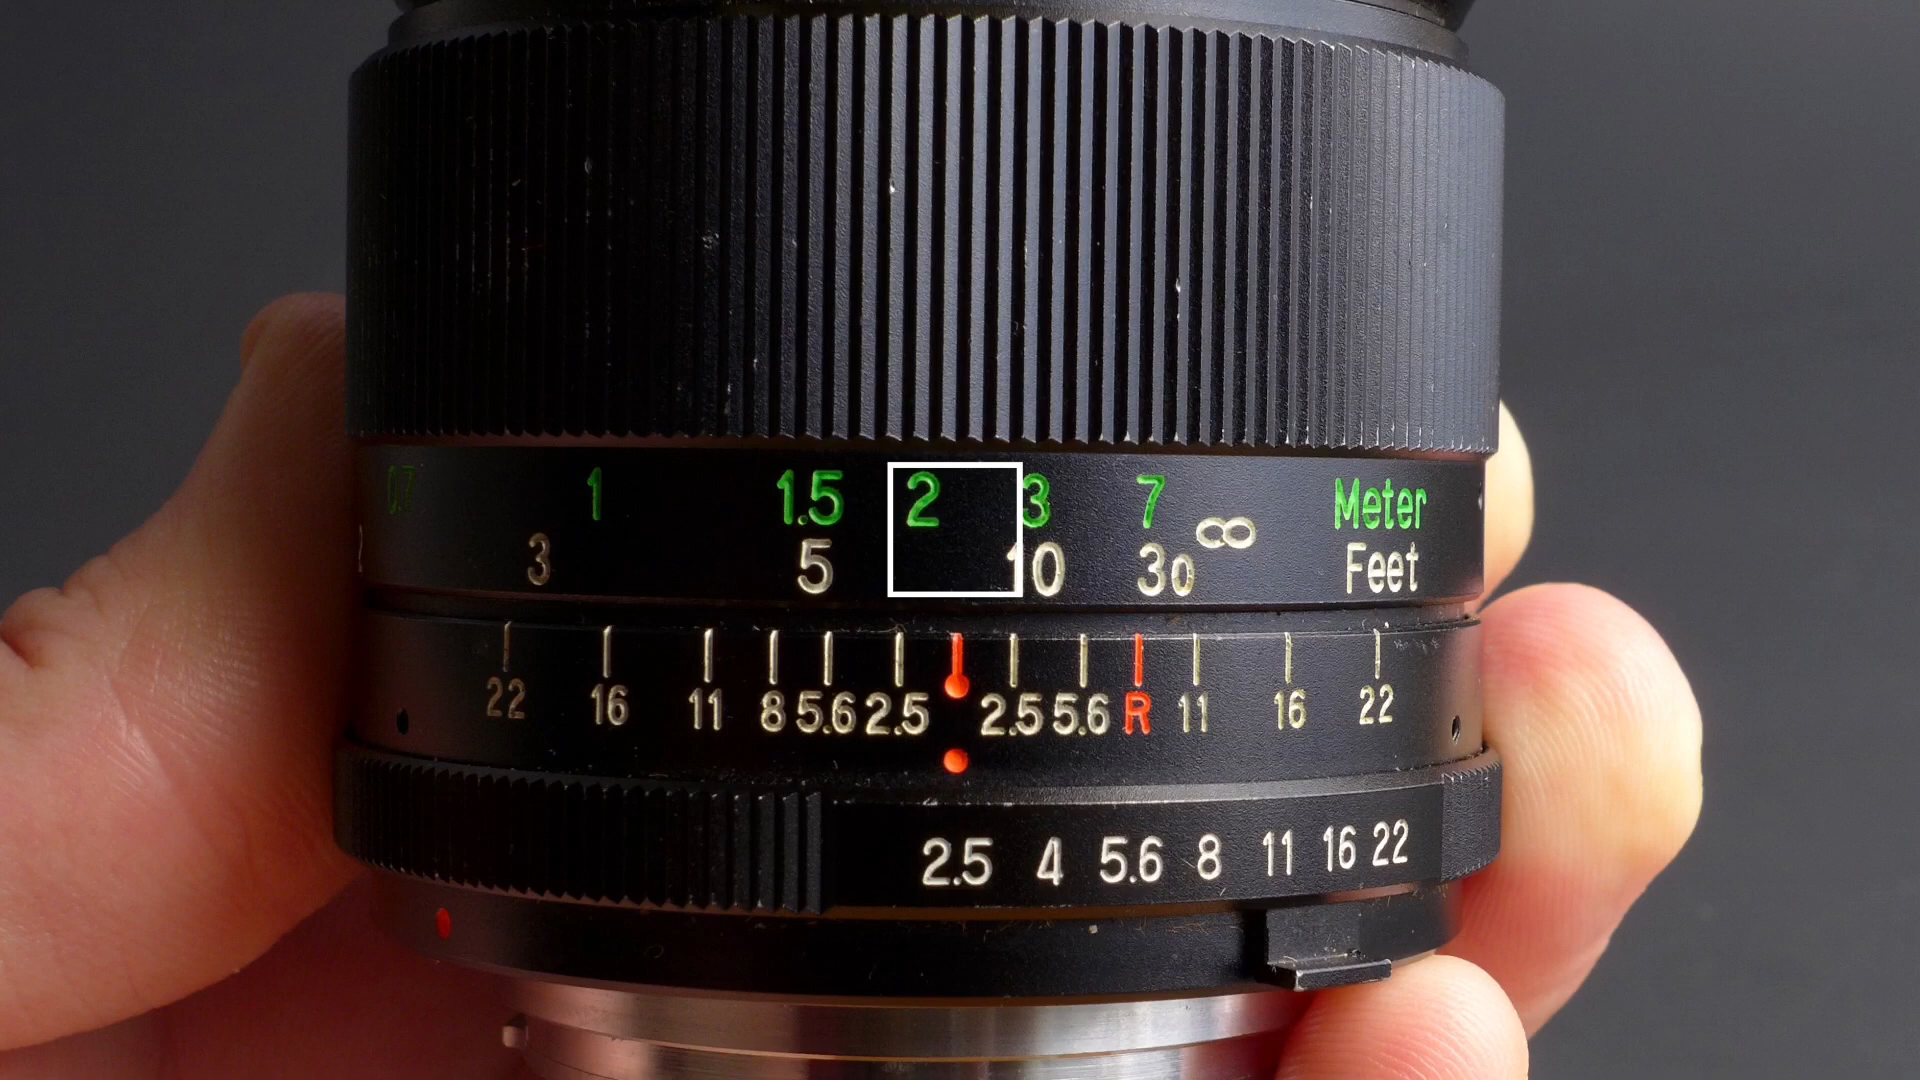 0.7 1 1.5 2 3 7 Meter
3 5 10 30 ∞ Feet
22 16 11 8 5.6 2.5 2.5 5.6 R 11 16 22
2.5 4 5.6 8 11 16 22